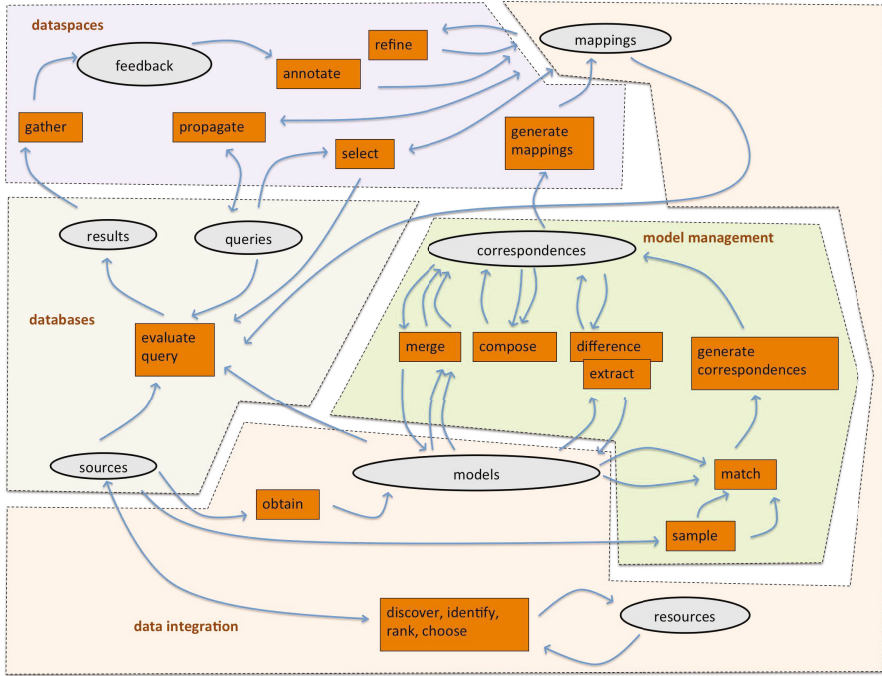 dataspaces
mappings
refine
feedback
annotate
gather
propagate
generate
mappings
select
results
queries
correspondences
model management
databases
evaluate
query
merge
compose
difference
extract
generate
correspondences
sources
models
match
obtain
sample
discover, identify,
rank, choose
resources
data integration